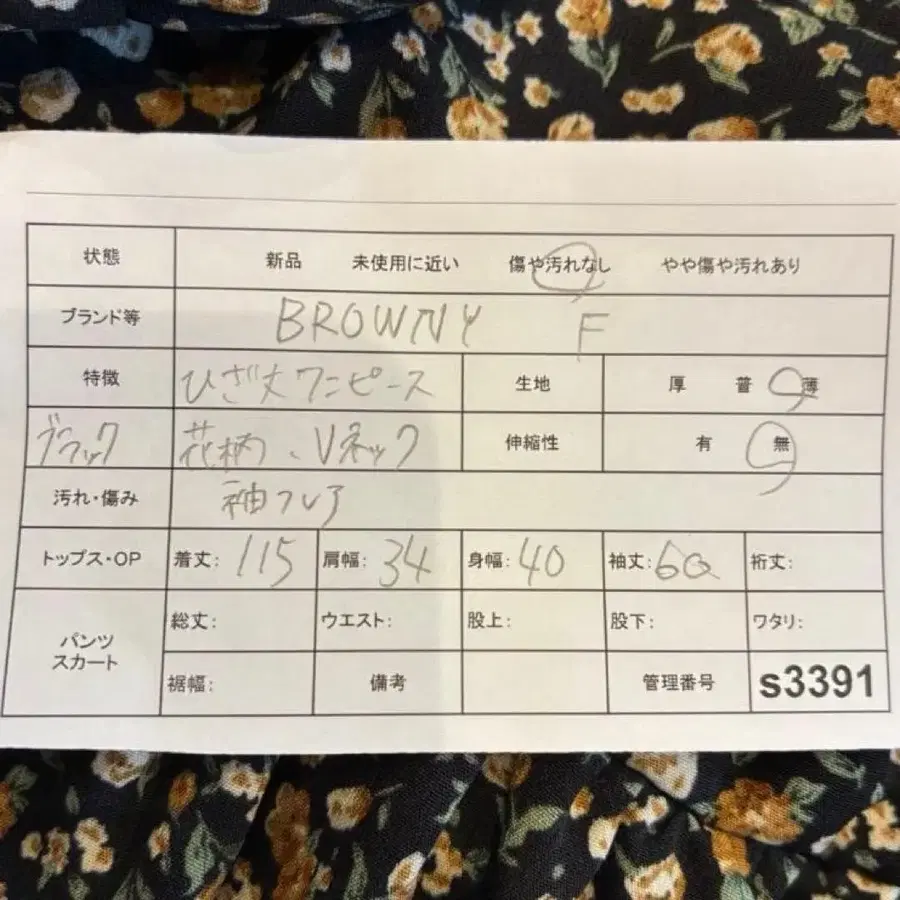 状態 新品 未使用に近い 傷や汚れなし やや傷や汚れあり
ブランド等 BROWNY F
特徴 ひざ丈ワンピース 生地 厚 普 薄
ブラック 花柄、Vネック 伸縮性 有 無
汚れ・傷み 袖フレア
トップス・OP 着丈: 115 肩幅: 34 身幅: 40 袖丈: 60 裄丈:
パンツ スカート 総丈: ウエスト: 股上: 股下: ワタリ:
裾幅: 備考 管理番号 s3391